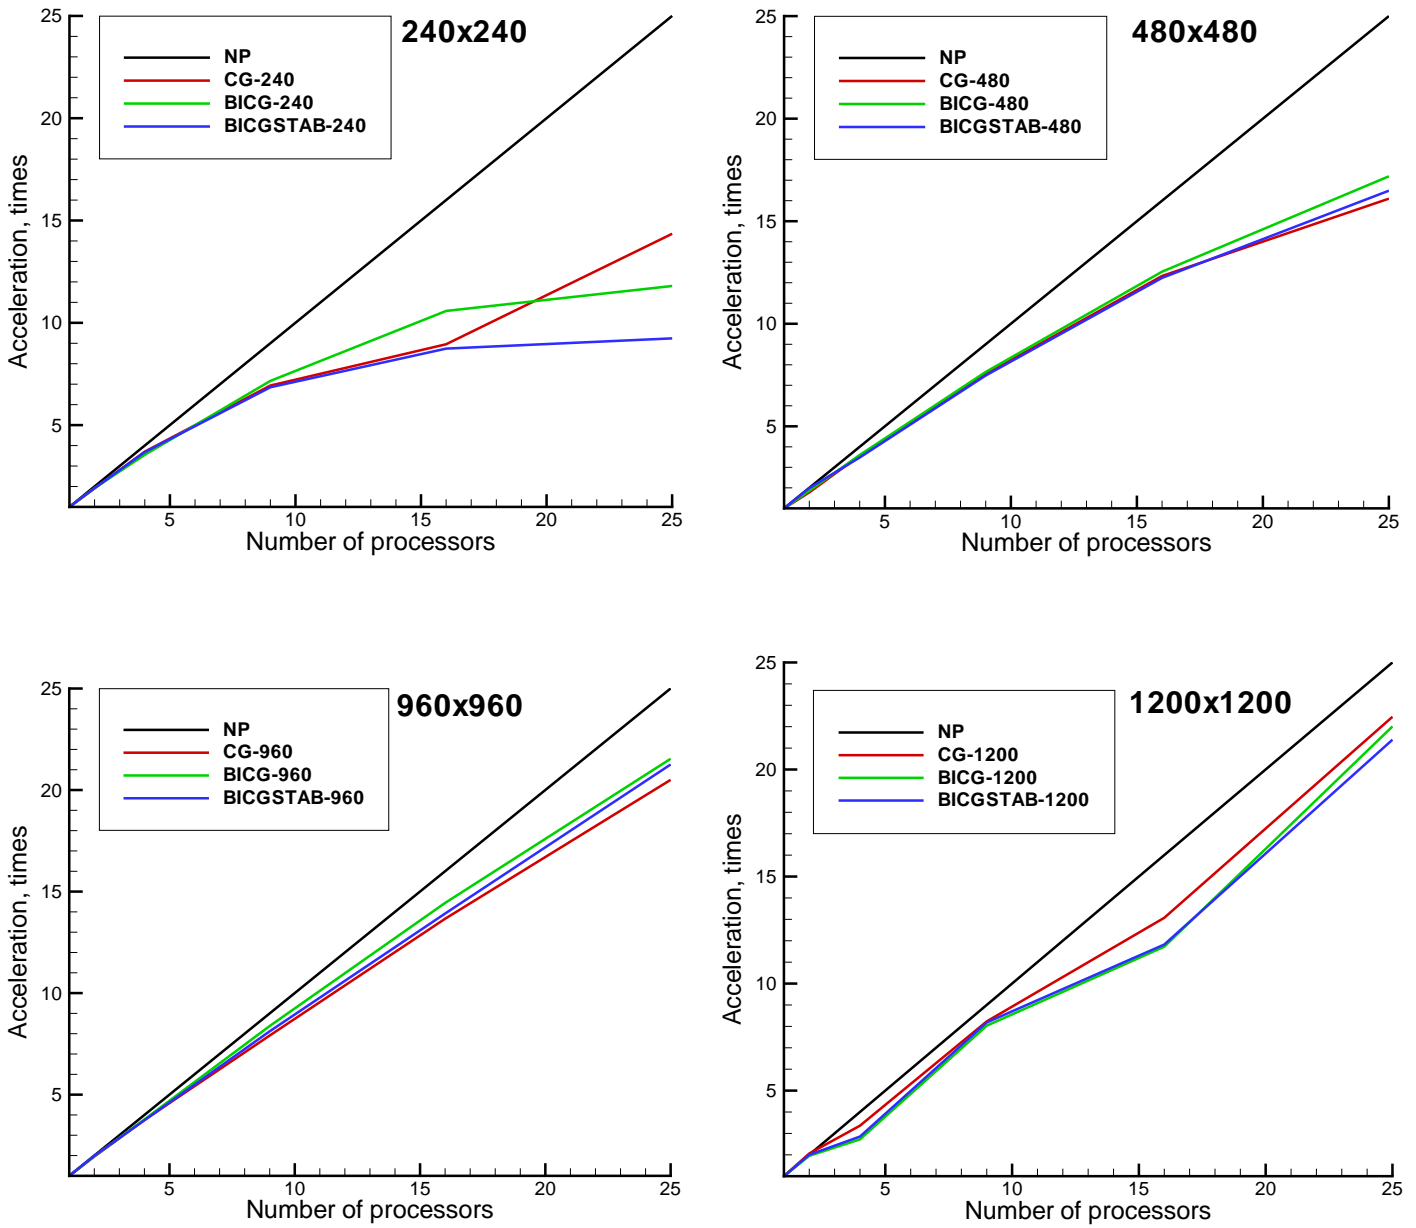 240x240
NP
CG-240
BICG-240
BICGSTAB-240
25
20
15
10
5
Acceleration, times
5 10 15 20 25
Number of processors
480x480
NP
CG-480
BICG-480
BICGSTAB-480
25
20
15
10
5
Acceleration, times
5 10 15 20 25
Number of processors
960x960
NP
CG-960
BICG-960
BICGSTAB-960
25
20
15
10
5
Acceleration, times
5 10 15 20 25
Number of processors
1200x1200
NP
CG-1200
BICG-1200
BICGSTAB-1200
25
20
15
10
5
Acceleration, times
5 10 15 20 25
Number of processors